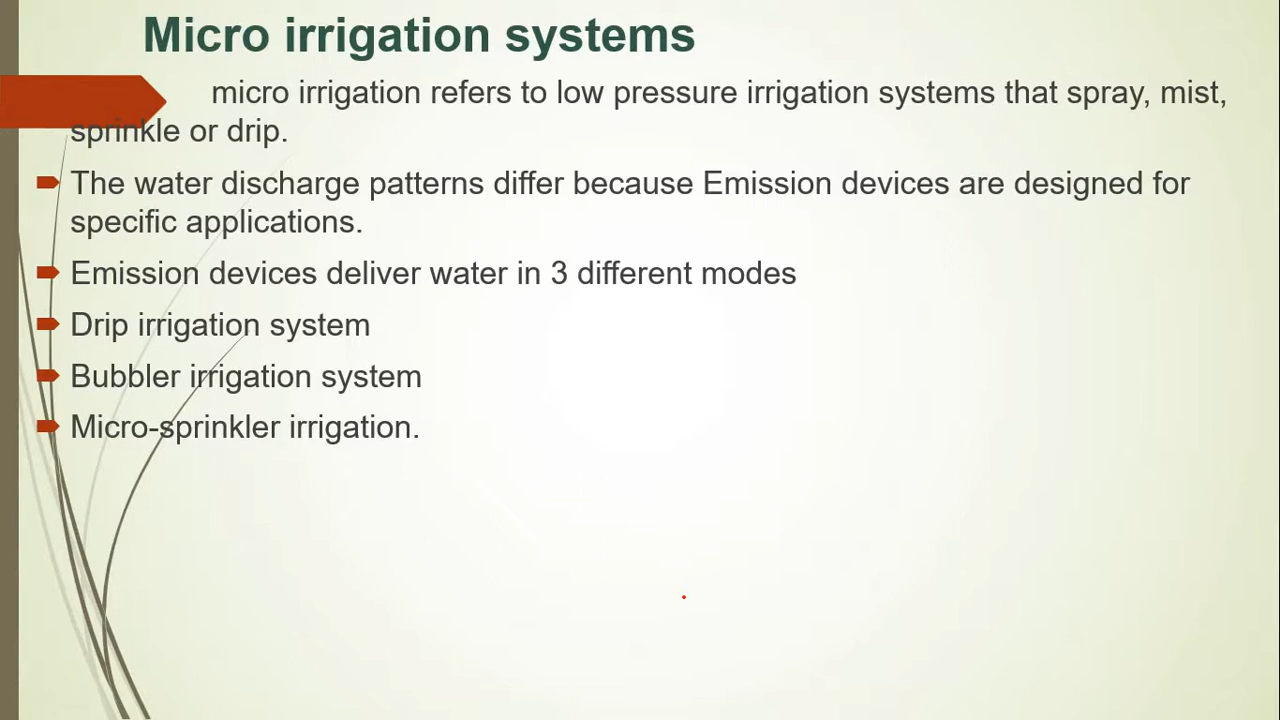 Micro irrigation systems
micro irrigation refers to low pressure irrigation systems that spray, mist,
sprinkle or drip.
The water discharge patterns differ because Emission devices are designed for
specific applications.
Emission devices deliver water in 3 different modes
Drip irrigation system
Bubbler irrigation system
Micro-sprinkler irrigation.